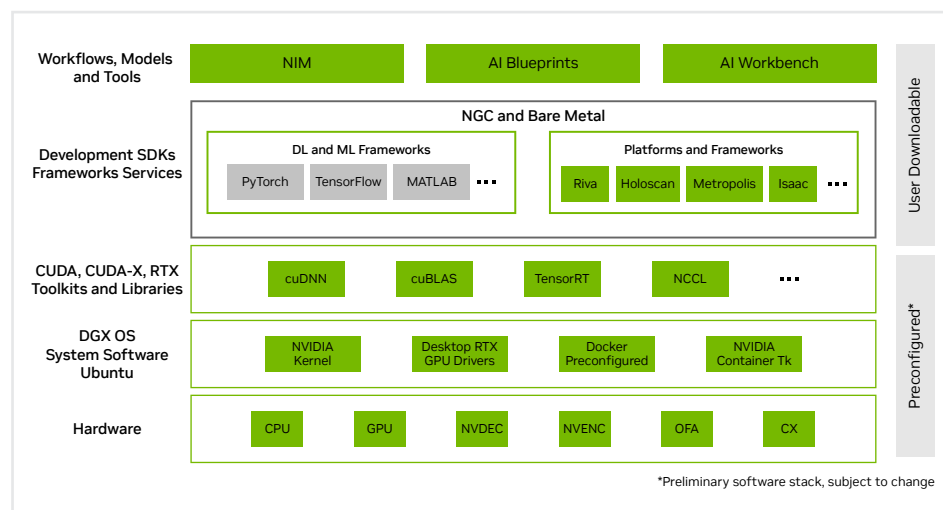 Workflows, Models
and Tools
NIM
AI Blueprints
AI Workbench
User Downloadable
NGC and Bare Metal
Development SDKs
Frameworks Services
DL and ML Frameworks
PyTorch
TensorFlow
MATLAB
...
Platforms and Frameworks
Riva
Holoscan
Metropolis
Isaac
...
CUDA, CUDA-X, RTX
Toolkits and Libraries
cuDNN
cuBLAS
TensorRT
NCCL
...
Preconfigured*
DGX OS
System Software
Ubuntu
NVIDIA
Kernel
Desktop RTX
GPU Drivers
Docker
Preconfigured
NVIDIA
Container Tk
Hardware
CPU
GPU
NVDEC
NVENC
OFA
CX
*Preliminary software stack, subject to change